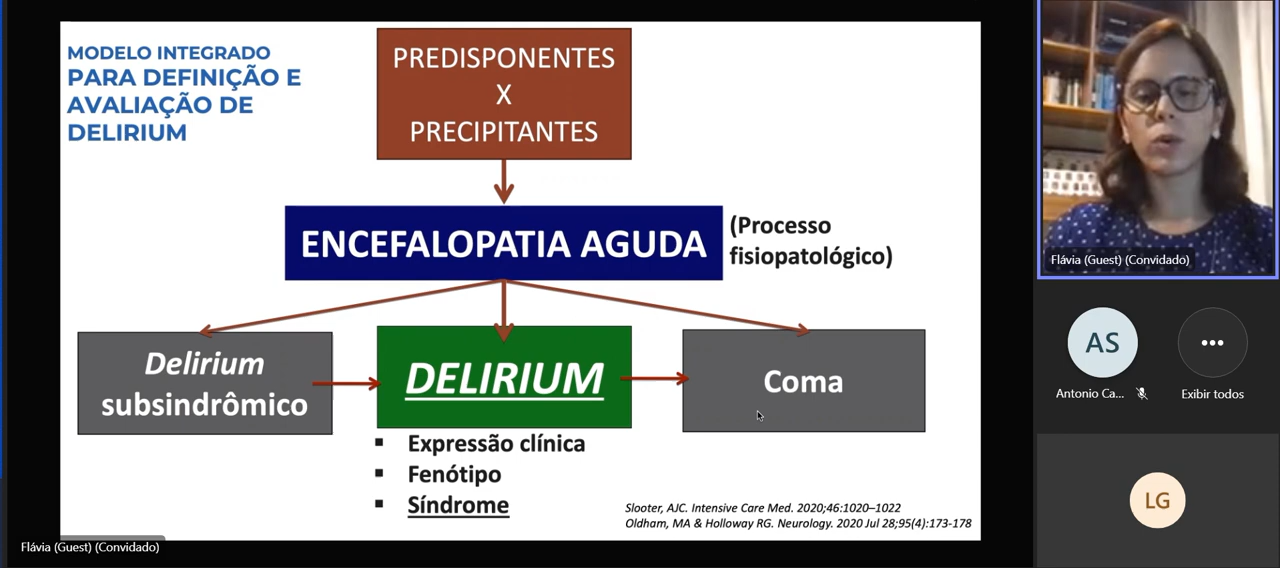 MODELO INTEGRADO
PARA DEFINIÇÃO E
AVALIAÇÃO DE
DELIRIUM
PREDISPONENTES
X
PRECIPITANTES
ENCEFALOPATIA AGUDA
(Processo
fisiopatológico)
Delirium
subsindrômico
DELIRIUM
Coma
▪ Expressão clínica
▪ Fenótipo
▪ Síndrome
Slooter, AJC. Intensive Care Med. 2020;46:1020–1022
Oldham, MA & Holloway RG. Neurology. 2020 Jul 28;95(4):173-178
Flávia (Guest) (Convidado)
Flávia (Guest) (Convidado)
AS
Antonio Ca...
Exibir todos
LG